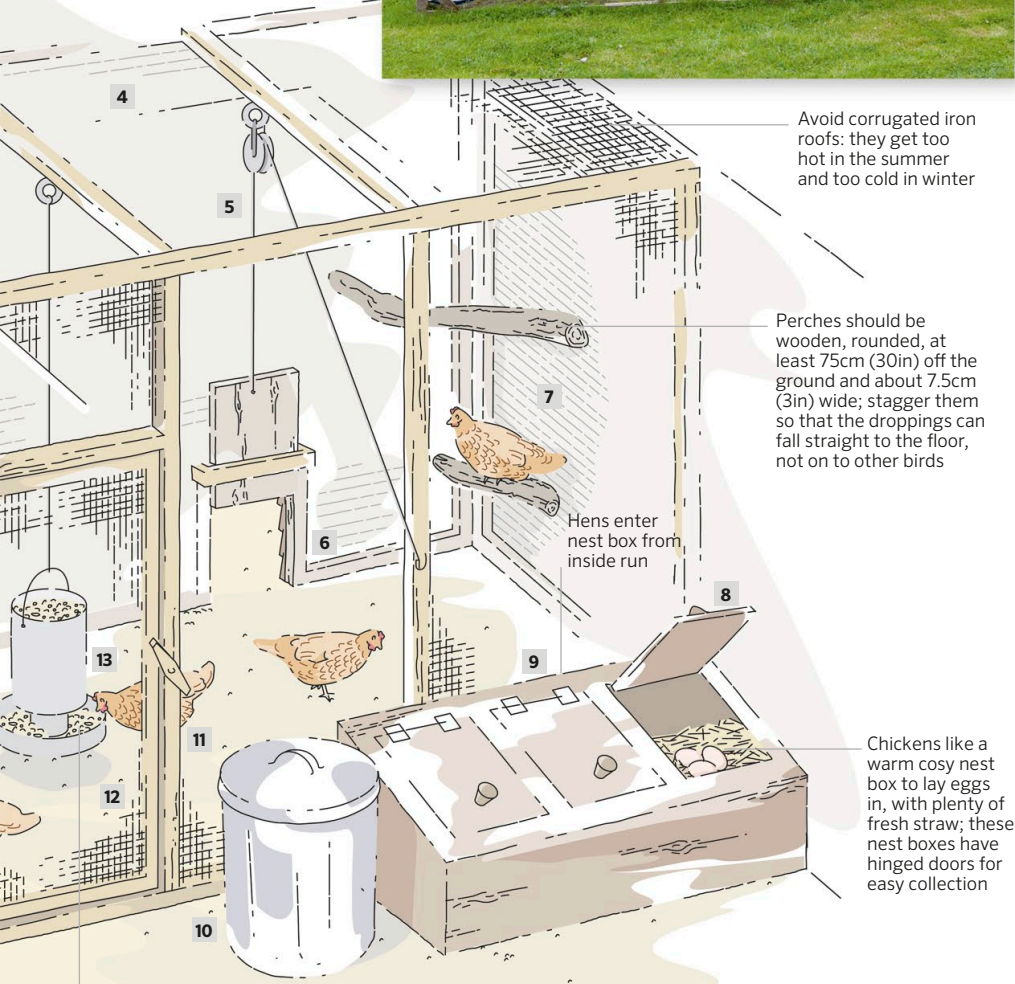 4
Avoid corrugated iron
roofs: they get too
hot in the summer
and too cold in winter
5
Perches should be
wooden, rounded, at
least 75cm (30in) off the
ground and about 7.5cm
(3in) wide; stagger them
so that the droppings can
fall straight to the floor,
not on to other birds
7
Hens enter
nest box from
inside run
6
8
9
13
11
Chickens like a
warm cosy nest
box to lay eggs
in, with plenty of
fresh straw; these
nest boxes have
hinged doors for
easy collection
12
10